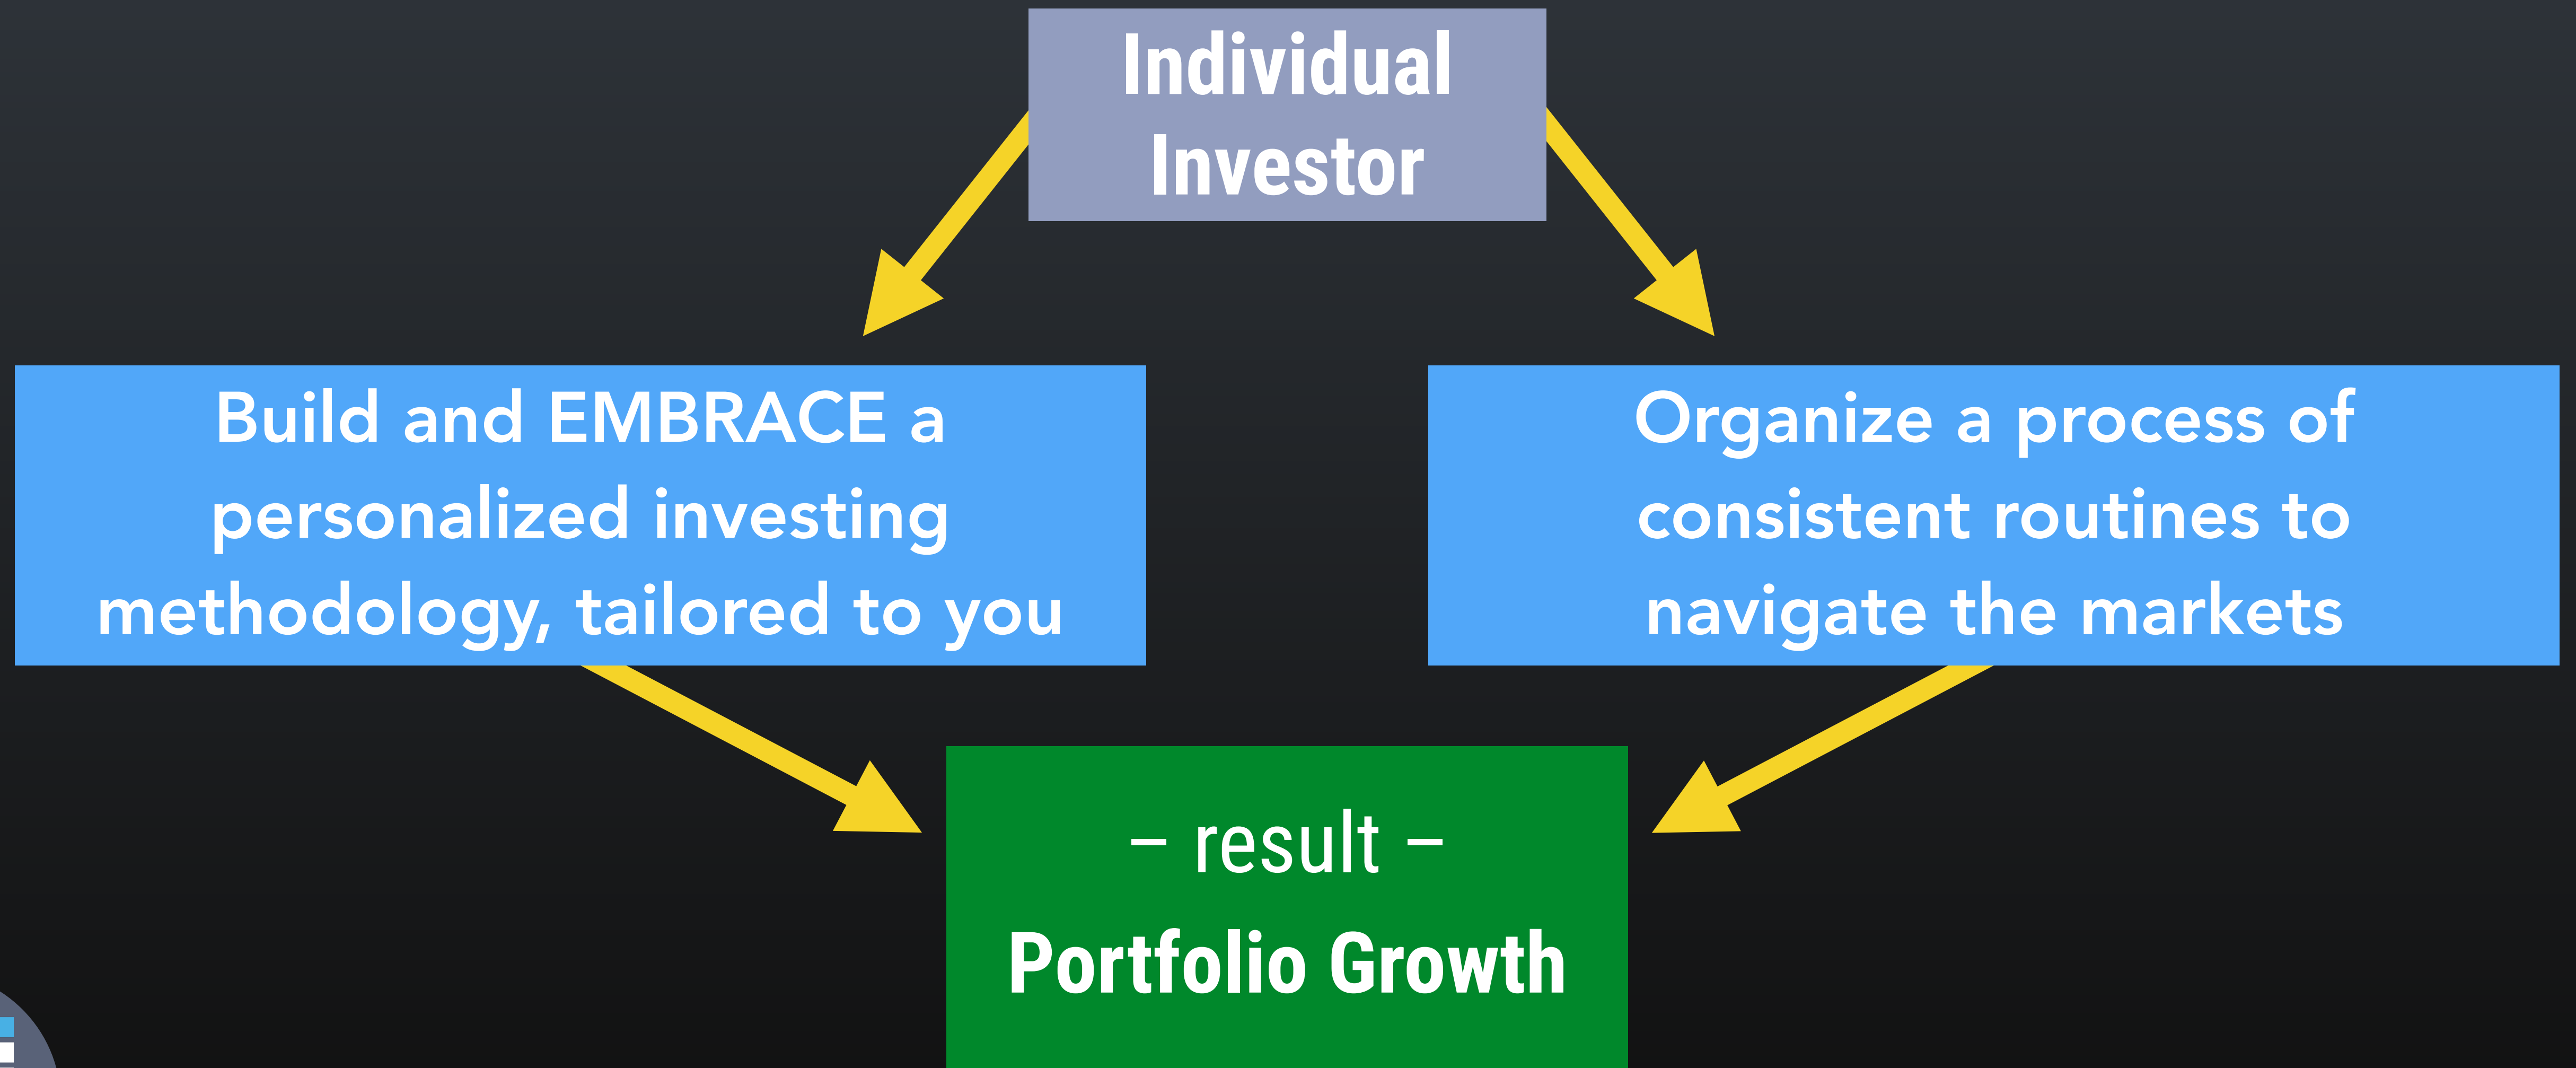 Individual
Investor
Build and EMBRACE a
personalized investing
methodology, tailored to you
Organize a process of
consistent routines to
navigate the markets
– result –
Portfolio Growth